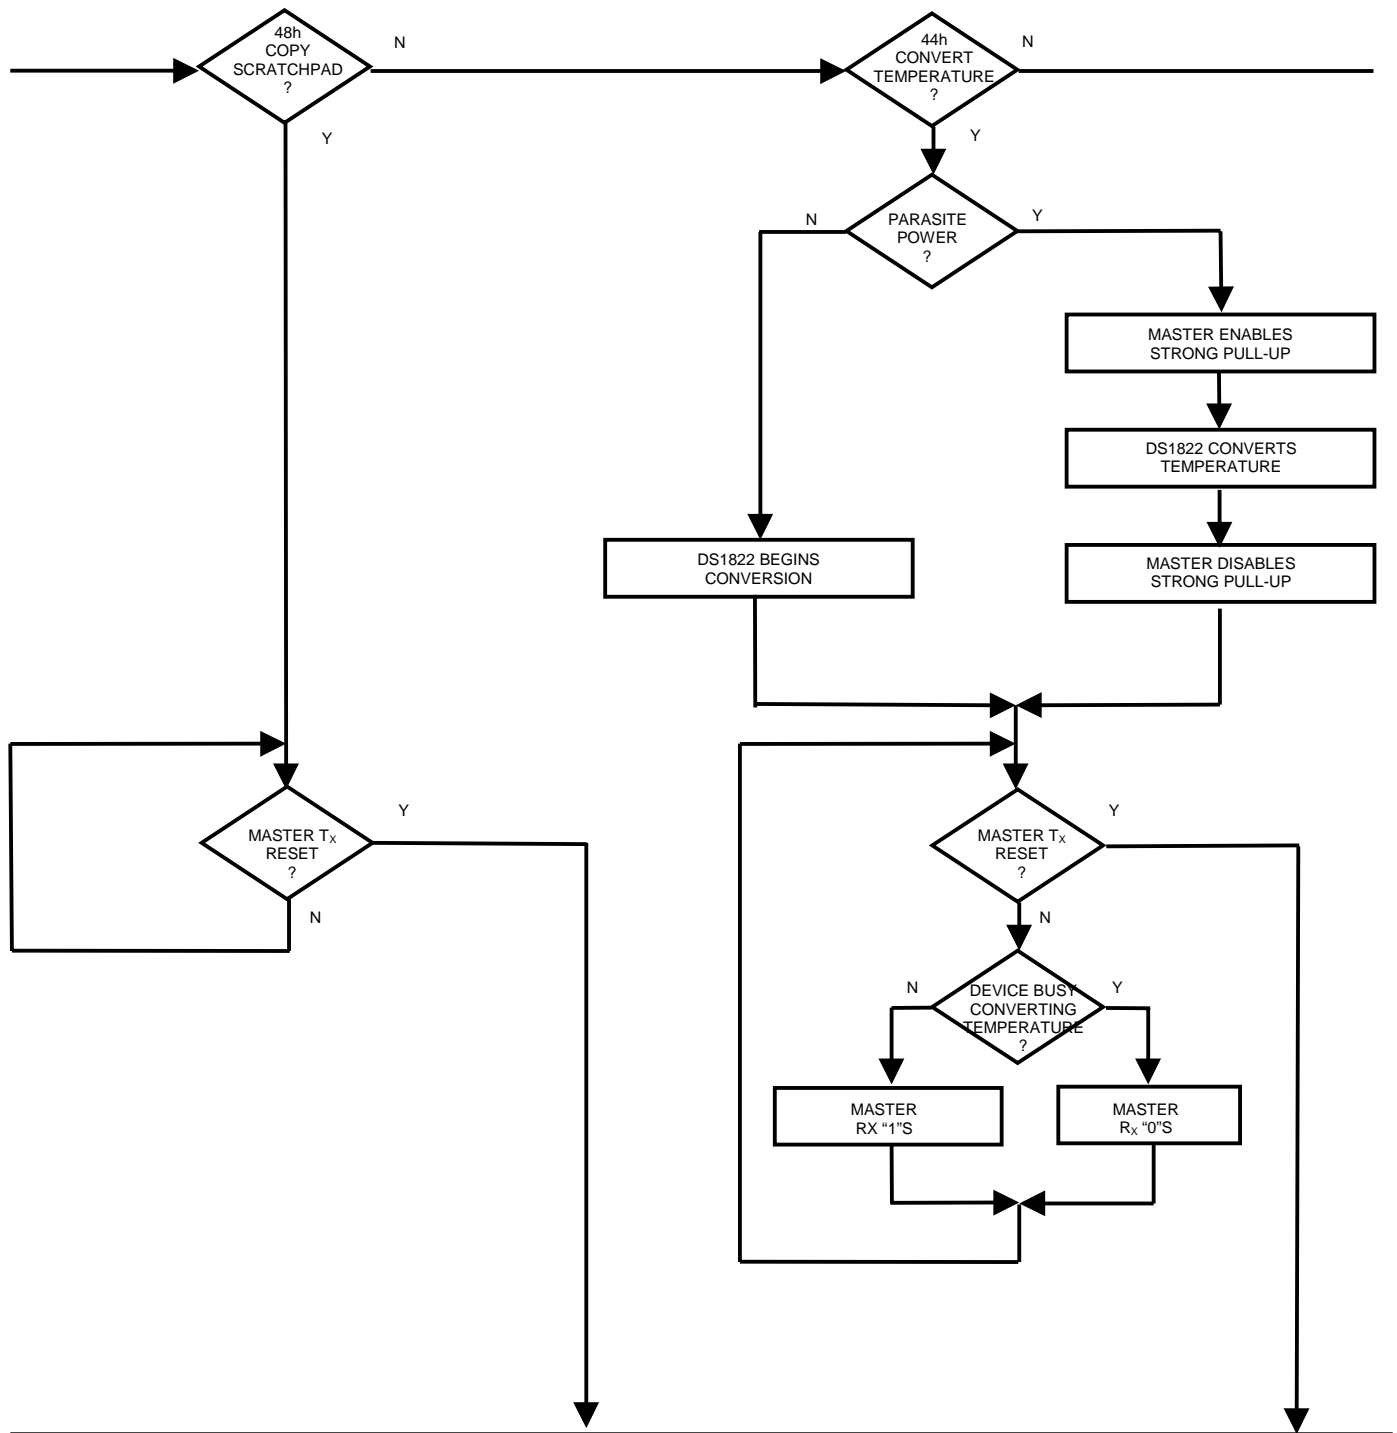 48h
COPY
SCRATCHPAD
?
N
Y
44h
CONVERT
TEMPERATURE
?
N
Y
PARASITE
POWER
?
N
Y
MASTER ENABLES
STRONG PULL-UP
DS1822 CONVERTS
TEMPERATURE
MASTER DISABLES
STRONG PULL-UP
DS1822 BEGINS
CONVERSION
MASTER TX
RESET
?
Y
N
MASTER TX
RESET
?
Y
N
DEVICE BUSY
CONVERTING
TEMPERATURE
?
N
Y
MASTER
RX “1”S
MASTER
RX “0”S